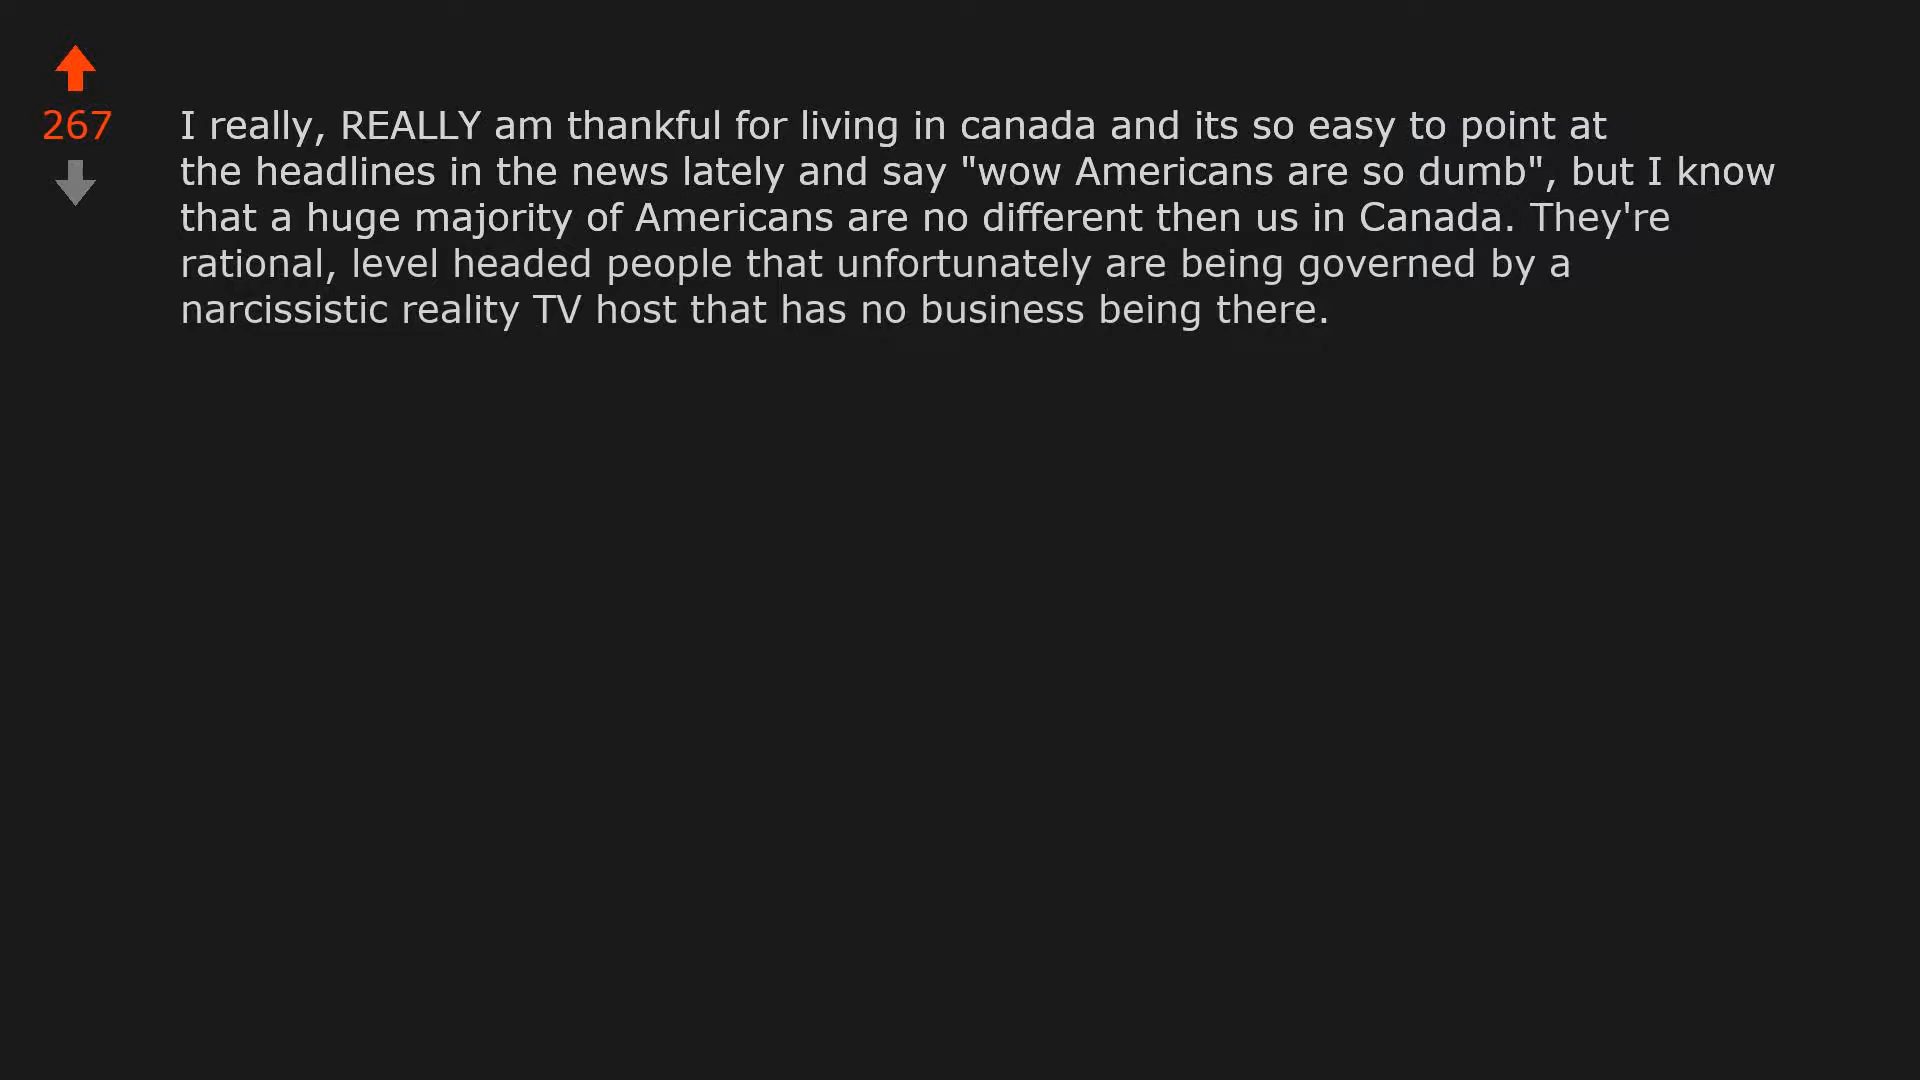 267
I really, REALLY am thankful for living in canada and its so easy to point at
the headlines in the news lately and say "wow Americans are so dumb", but I know
that a huge majority of Americans are no different then us in Canada. They're
rational, level headed people that unfortunately are being governed by a
narcissistic reality TV host that has no business being there.